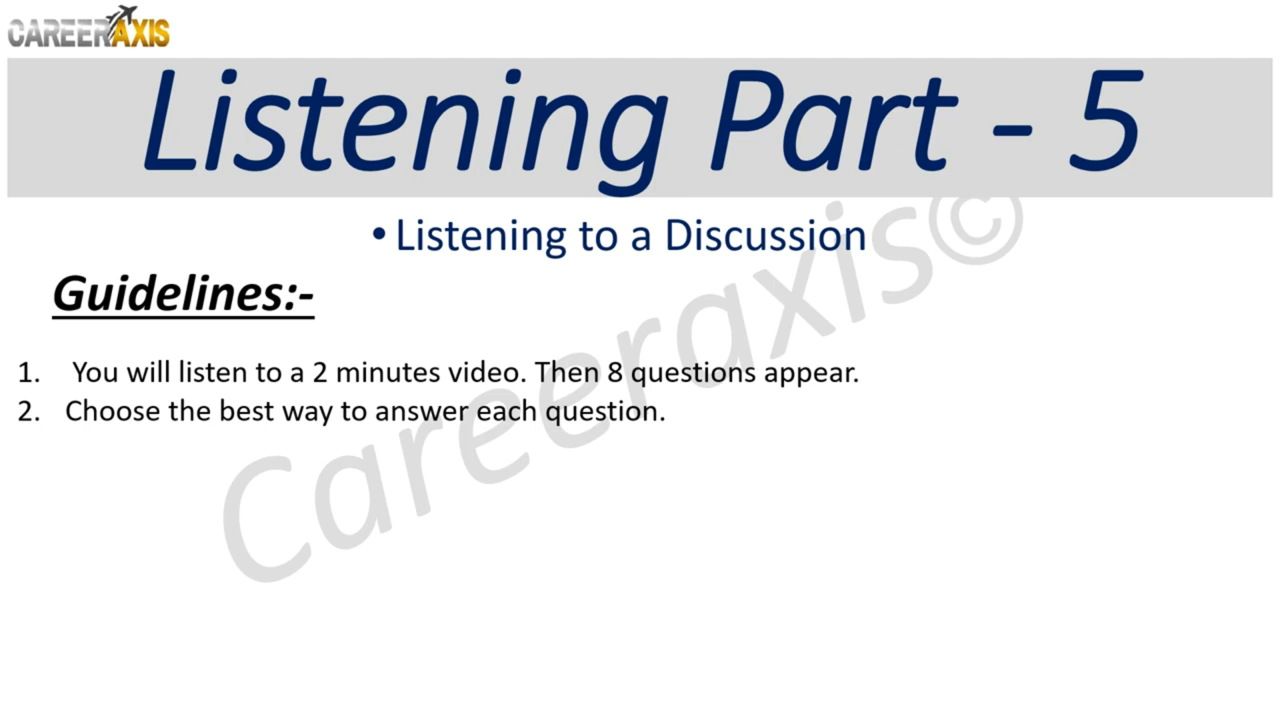 CAREERAXIS
Listening Part - 5
• Listening to a Discussion
Guidelines:-
1. You will listen to a 2 minutes video. Then 8 questions appear.
2. Choose the best way to answer each question.
Careeraxis©